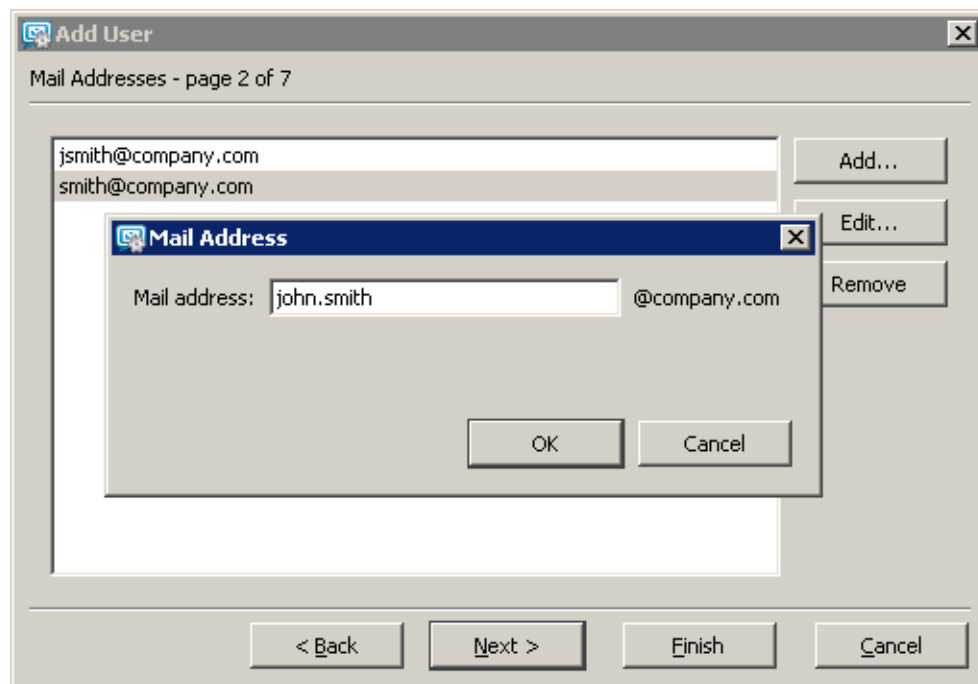 Add User
Mail Addresses - page 2 of 7
jsmith@company.com
smith@company.com
Add...
Edit...
Remove
Mail Address
Mail address: john.smith @company.com
OK Cancel
< Back Next > Finish Cancel